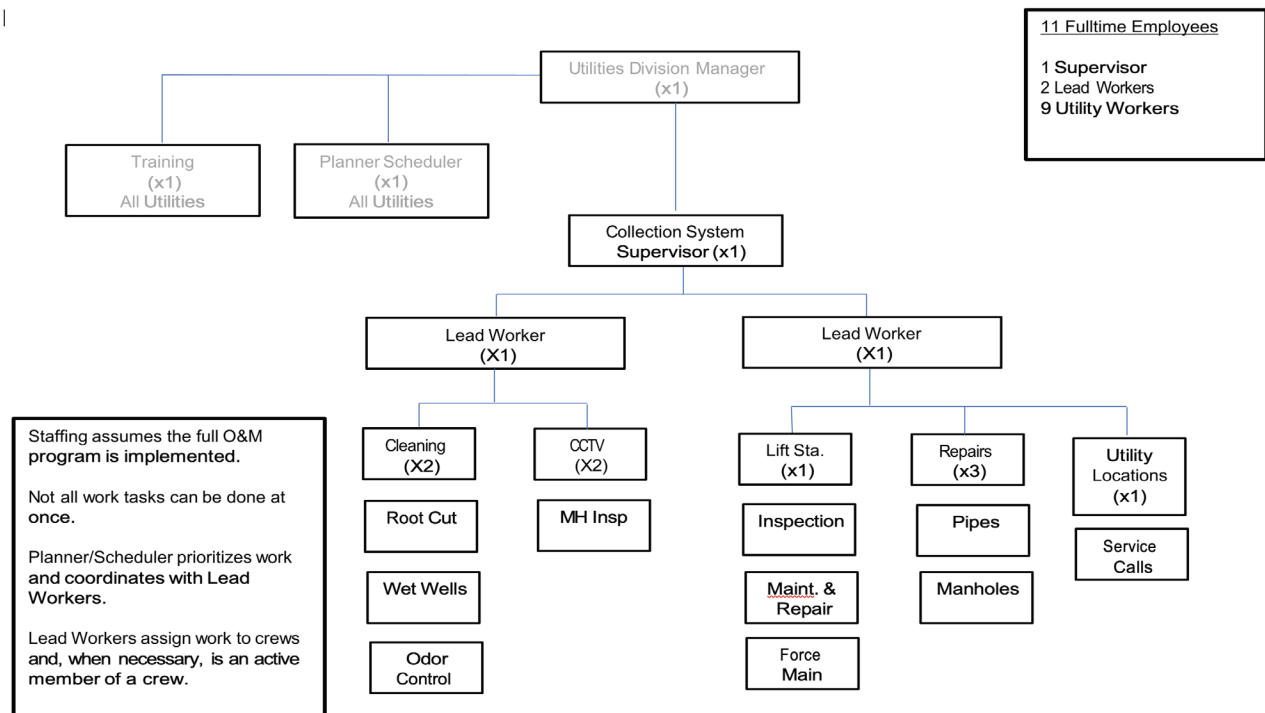 11 Fulltime Employees
1 Supervisor
2 Lead Workers
9 Utility Workers
Utilities Division Manager
(x1)
Training
(x1)
All Utilities
Planner Scheduler
(x1)
All Utilities
Collection System
Supervisor (x1)
Lead Worker
(X1)
Lead Worker
(X1)
Cleaning
(X2)
CCTV
(X2)
Lift Sta.
(x1)
Repairs
(x3)
Utility
Locations
(x1)
Root Cut
MH Insp
Inspection
Pipes
Service
Calls
Wet Wells
Maint. &
Repair
Manholes
Odor
Control
Force
Main
Staffing assumes the full O&M
program is implemented.
Not all work tasks can be done at
once.
Planner/Scheduler prioritizes work
and coordinates with Lead
Workers.
Lead Workers assign work to crews
and, when necessary, is an active
member of a crew.